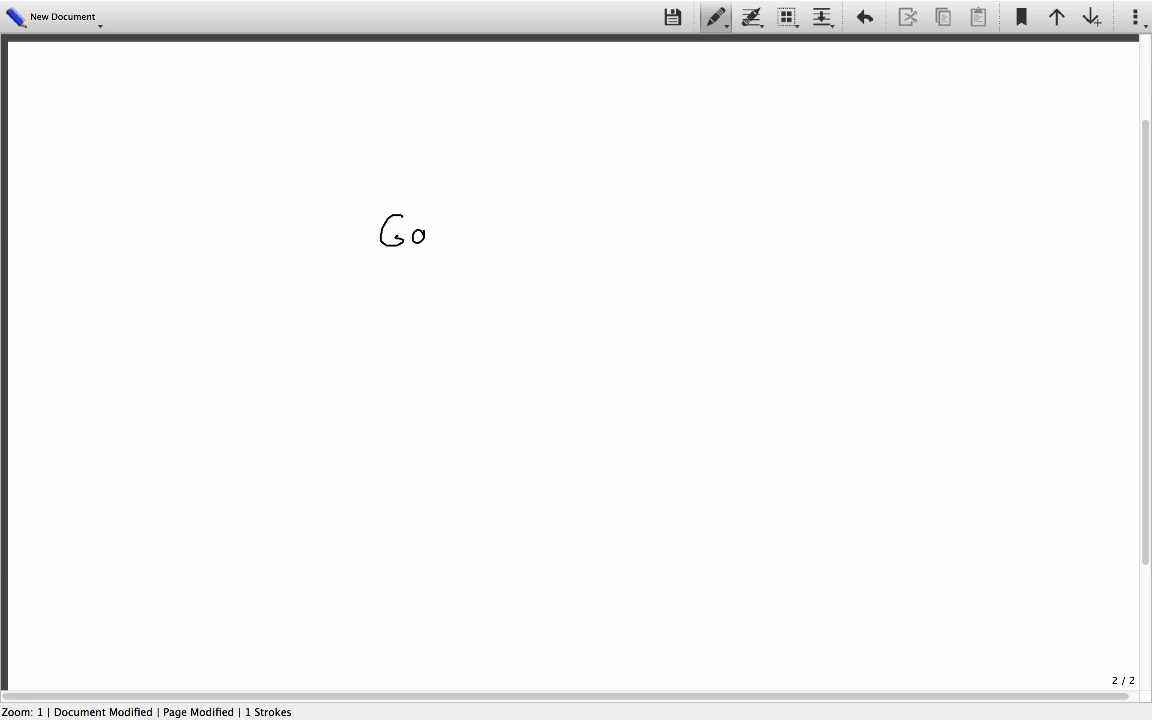 New Document
Go
2 / 2
Zoom: 1 | Document Modified | Page Modified | 1 Strokes